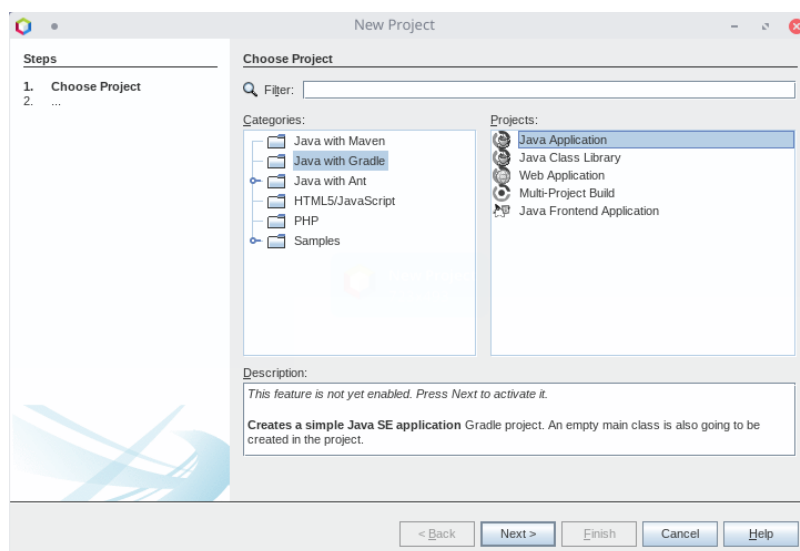 New Project
Steps
1. Choose Project
2. ...
Choose Project
Filter:
Categories:
Java with Maven
Java with Gradle
Java with Ant
HTML5/JavaScript
PHP
Samples
Projects:
Java Application
Java Class Library
Web Application
Multi-Project Build
Java Frontend Application
Description:
This feature is not yet enabled. Press Next to activate it.
Creates a simple Java SE application Gradle project. An empty main class is also going to be
created in the project.
< Back
Next >
Finish
Cancel
Help